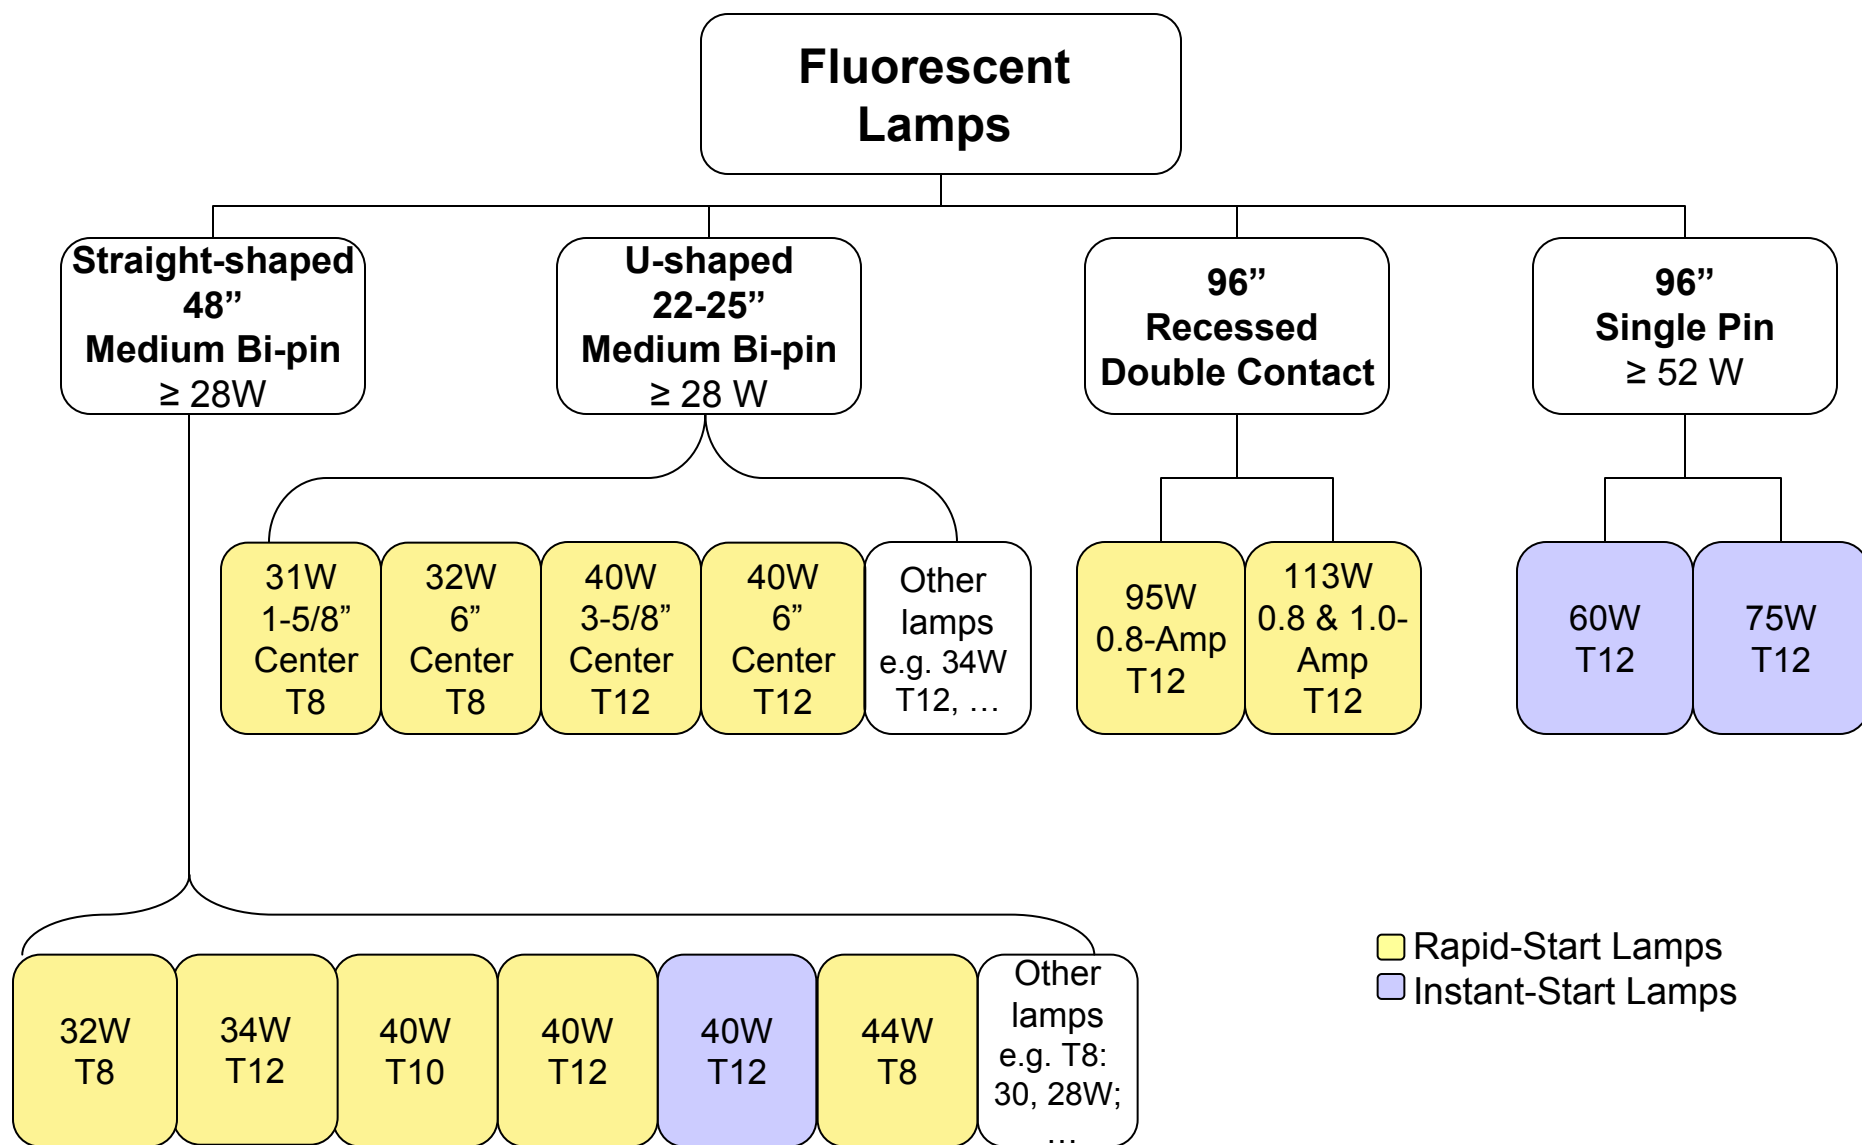 Fluorescent
Lamps
Straight-shaped
48”
Medium Bi-pin
≥ 28W
U-shaped
22-25”
Medium Bi-pin
≥ 28 W
96”
Recessed
Double Contact
96”
Single Pin
≥ 52 W
31W
1-5/8”
Center
T8
32W
6”
Center
T8
40W
3-5/8”
Center
T12
40W
6”
Center
T12
Other
lamps
e.g. 34W
T12, …
95W
0.8-Amp
T12
113W
0.8 & 1.0-
Amp
T12
60W
T12
75W
T12
32W
T8
34W
T12
40W
T10
40W
T12
40W
T12
44W
T8
Other
lamps
e.g. T8:
30, 28W;
…
Rapid-Start Lamps
Instant-Start Lamps